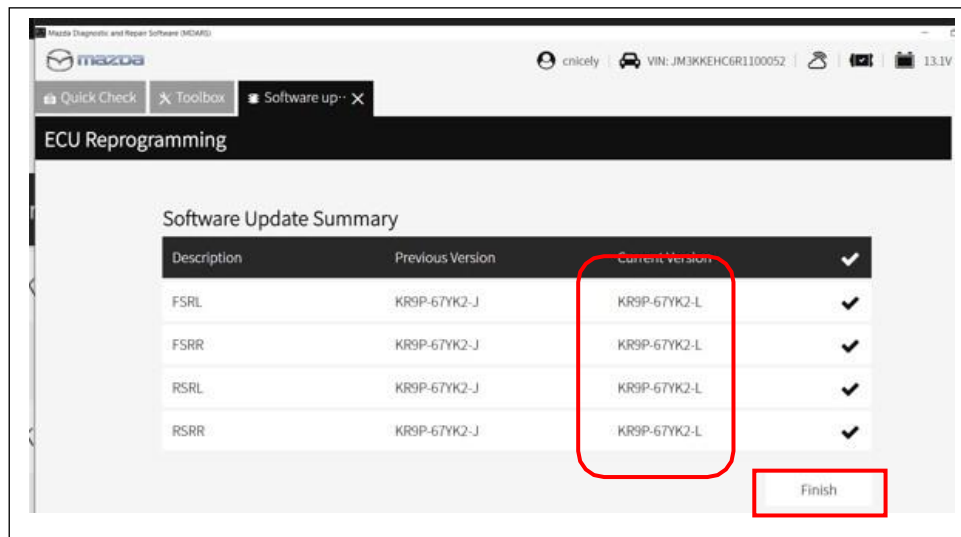 Mazda Diagnostic and Repair Software (MDARS)
mazda cnicely VIN: JM3KKEHC6R1100052 13.1V
Quick Check Toolbox Software up··
ECU Reprogramming
Software Update Summary
Description Previous Version Current Version
FSRL KR9P-67YK2-J KR9P-67YK2-L
FSRR KR9P-67YK2-J KR9P-67YK2-L
RSRL KR9P-67YK2-J KR9P-67YK2-L
RSRR KR9P-67YK2-J KR9P-67YK2-L
Finish